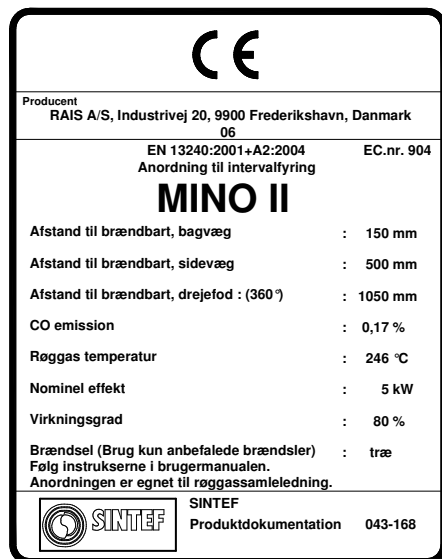 CE
Producent
RAIS A/S, Industrivej 20, 9900 Frederikshavn, Danmark
06
EN 13240:2001+A2:2004 EC.nr. 904
Anordning til intervalfyring
MINO II
Afstand til brændbart, bagvæg : 150 mm
Afstand til brændbart, sidevæg : 500 mm
Afstand til brændbart, drejefod : (360°) : 1050 mm
CO emission : 0,17 %
Røggas temperatur : 246 °C
Nominel effekt : 5 kW
Virkningsgrad : 80 %
Brændsel (Brug kun anbefalede brændsler) : træ
Følg instrukserne i brugermanualen.
Anordningen er egnet til røggassamleledning.
SINTEF
SINTEF
Produktdokumentation 043-168